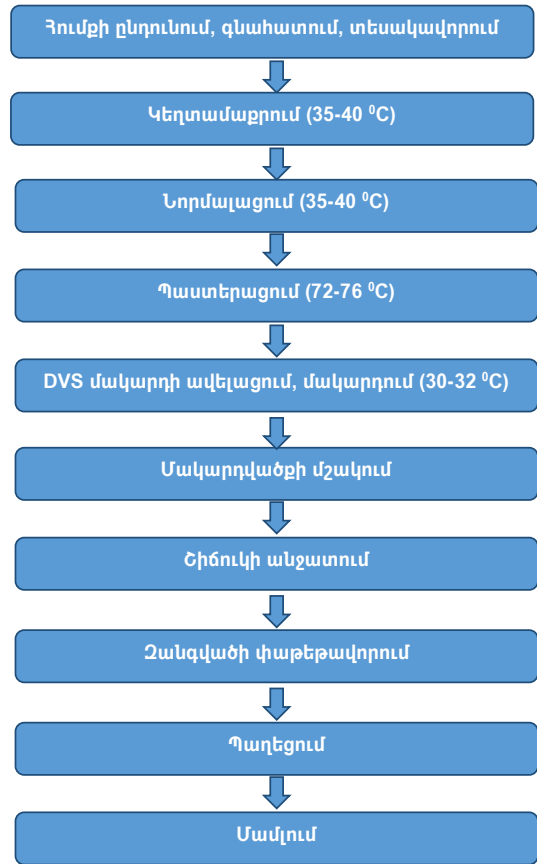 Հումքի ընդունում, գնահատում, տեսակավորում
Կեղտամաքրում (35-40 ⁰C)
Նորմալացում (35-40 ⁰C)
Պաստերացում (72-76 ⁰C)
DVS մակարդի ավելացում, մակարդում (30-32 ⁰C)
Մակարդվածքի մշակում
Շիճուկի անջատում
Զանգվածի փաթեթավորում
Պաղեցում
Մամլում